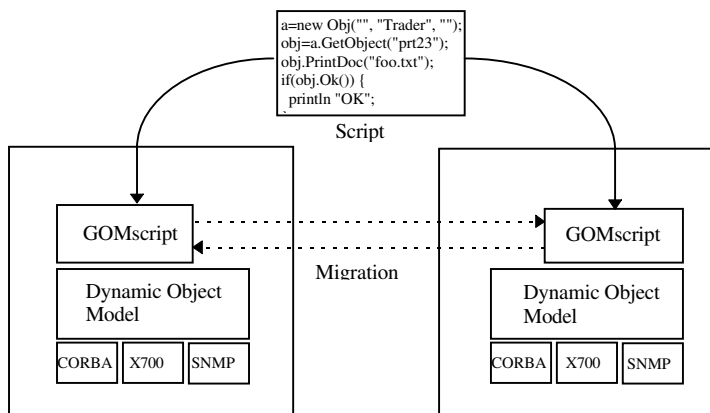 a=new Obj("", "Trader", "");
obj=a.GetObject("prt23");
obj.PrintDoc("foo.txt");
if(obj.Ok()) {
println "OK";
Script
GOMscript
GOMscript
Migration
Dynamic Object
Model
Dynamic Object
Model
CORBA
X700
SNMP
CORBA
X700
SNMP